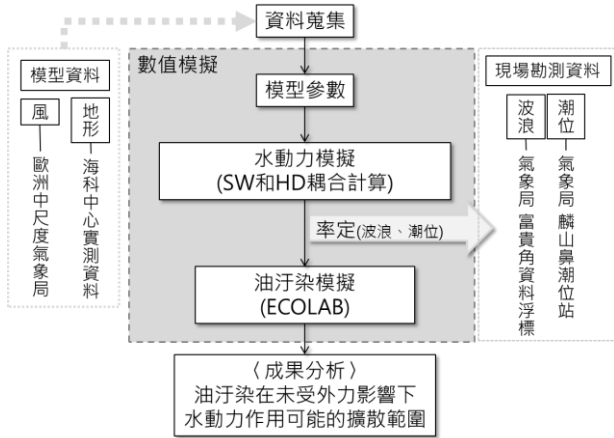 資料蒐集
模型資料
風
歐洲中尺度氣象局
地形
海科中心實測資料
數值模擬
模型參數
水動力模擬
(SW和HD耦合計算)
率定(波浪、潮位)
油汙染模擬
(ECOLAB)
現場勘測資料
波浪
氣象局 富貴角資料浮標
潮位
氣象局 麟山鼻潮位站
〈成果分析〉
油汙染在未受外力影響下
水動力作用可能的擴散範圍